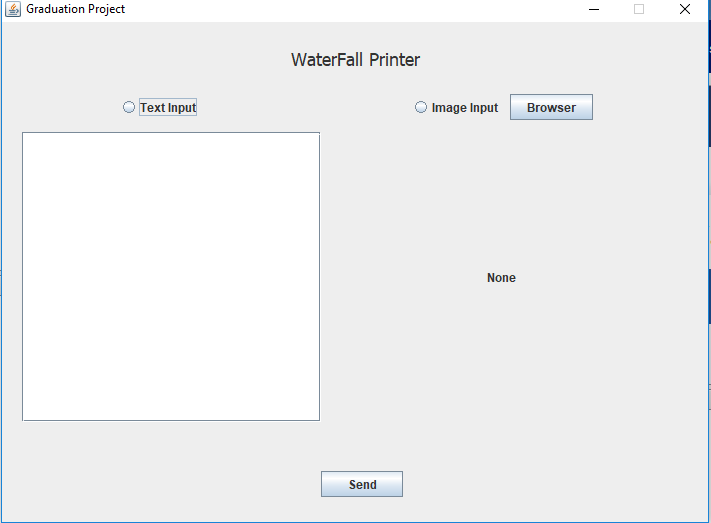 Graduation Project
WaterFall Printer
Text Input
Image Input
Browser
None
Send